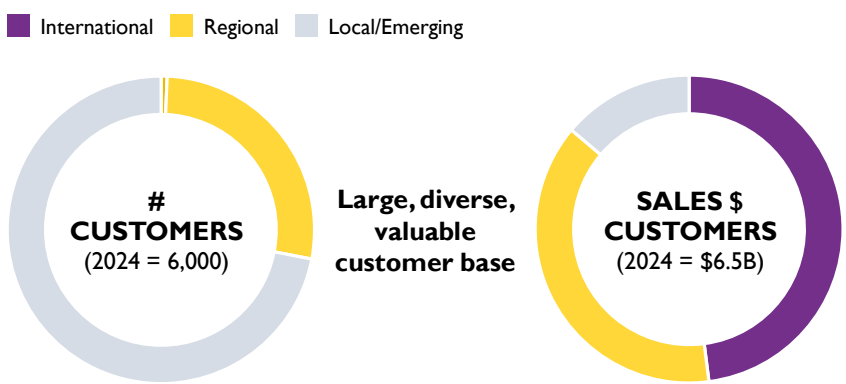 International Regional Local/Emerging
#
CUSTOMERS
(2024 = 6,000)
Large, diverse,
valuable
customer base
SALES $
CUSTOMERS
(2024 = $6.5B)